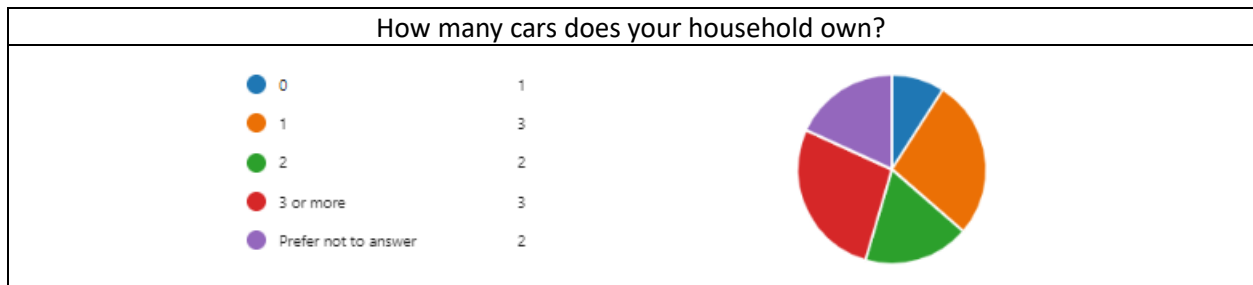 How many cars does your household own?
0 1
1 3
2 2
3 or more 3
Prefer not to answer 2